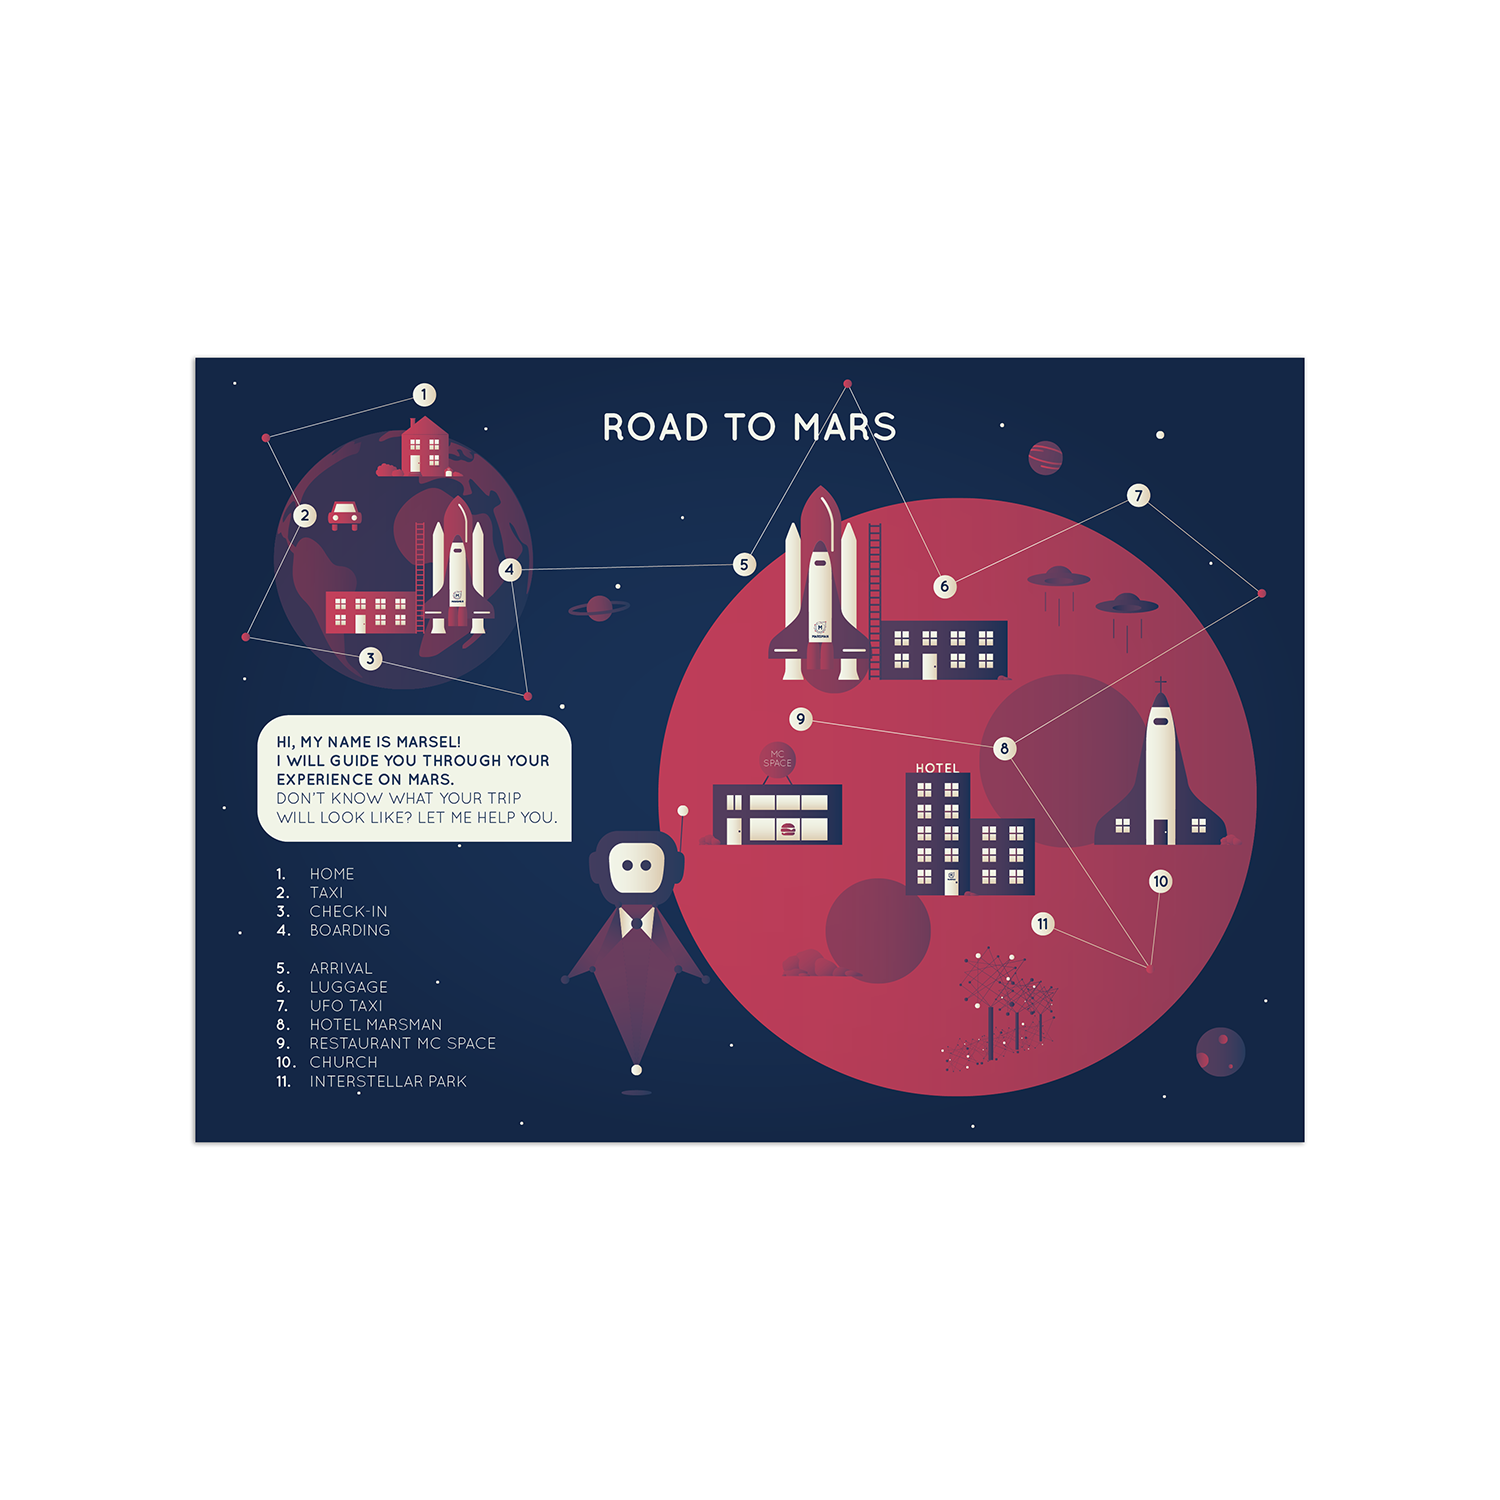 ROAD TO MARS
1
2
3
4
5
6
7
8
9
10
11
MC
SPACE
HOTEL
M
M
HI, MY NAME IS MARSEL!
I WILL GUIDE YOU THROUGH YOUR
EXPERIENCE ON MARS.
DON'T KNOW WHAT YOUR TRIP
WILL LOOK LIKE? LET ME HELP YOU.
1. HOME
2. TAXI
3. CHECK-IN
4. BOARDING
5. ARRIVAL
6. LUGGAGE
7. UFO TAXI
8. HOTEL MARSMAN
9. RESTAURANT MC SPACE
10. CHURCH
11. INTERSTELLAR PARK